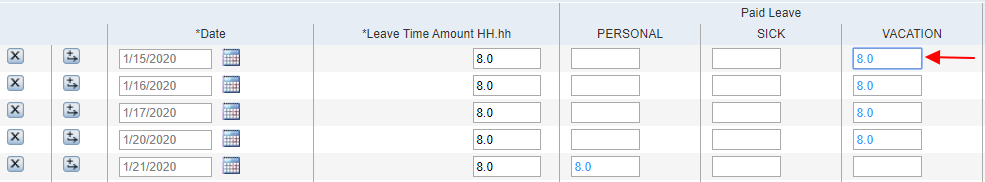 Paid Leave
*Date *Leave Time Amount HH.hh PERSONAL SICK VACATION
1/15/2020 8.0 8.0
1/16/2020 8.0 8.0
1/17/2020 8.0 8.0
1/20/2020 8.0 8.0
1/21/2020 8.0 8.0